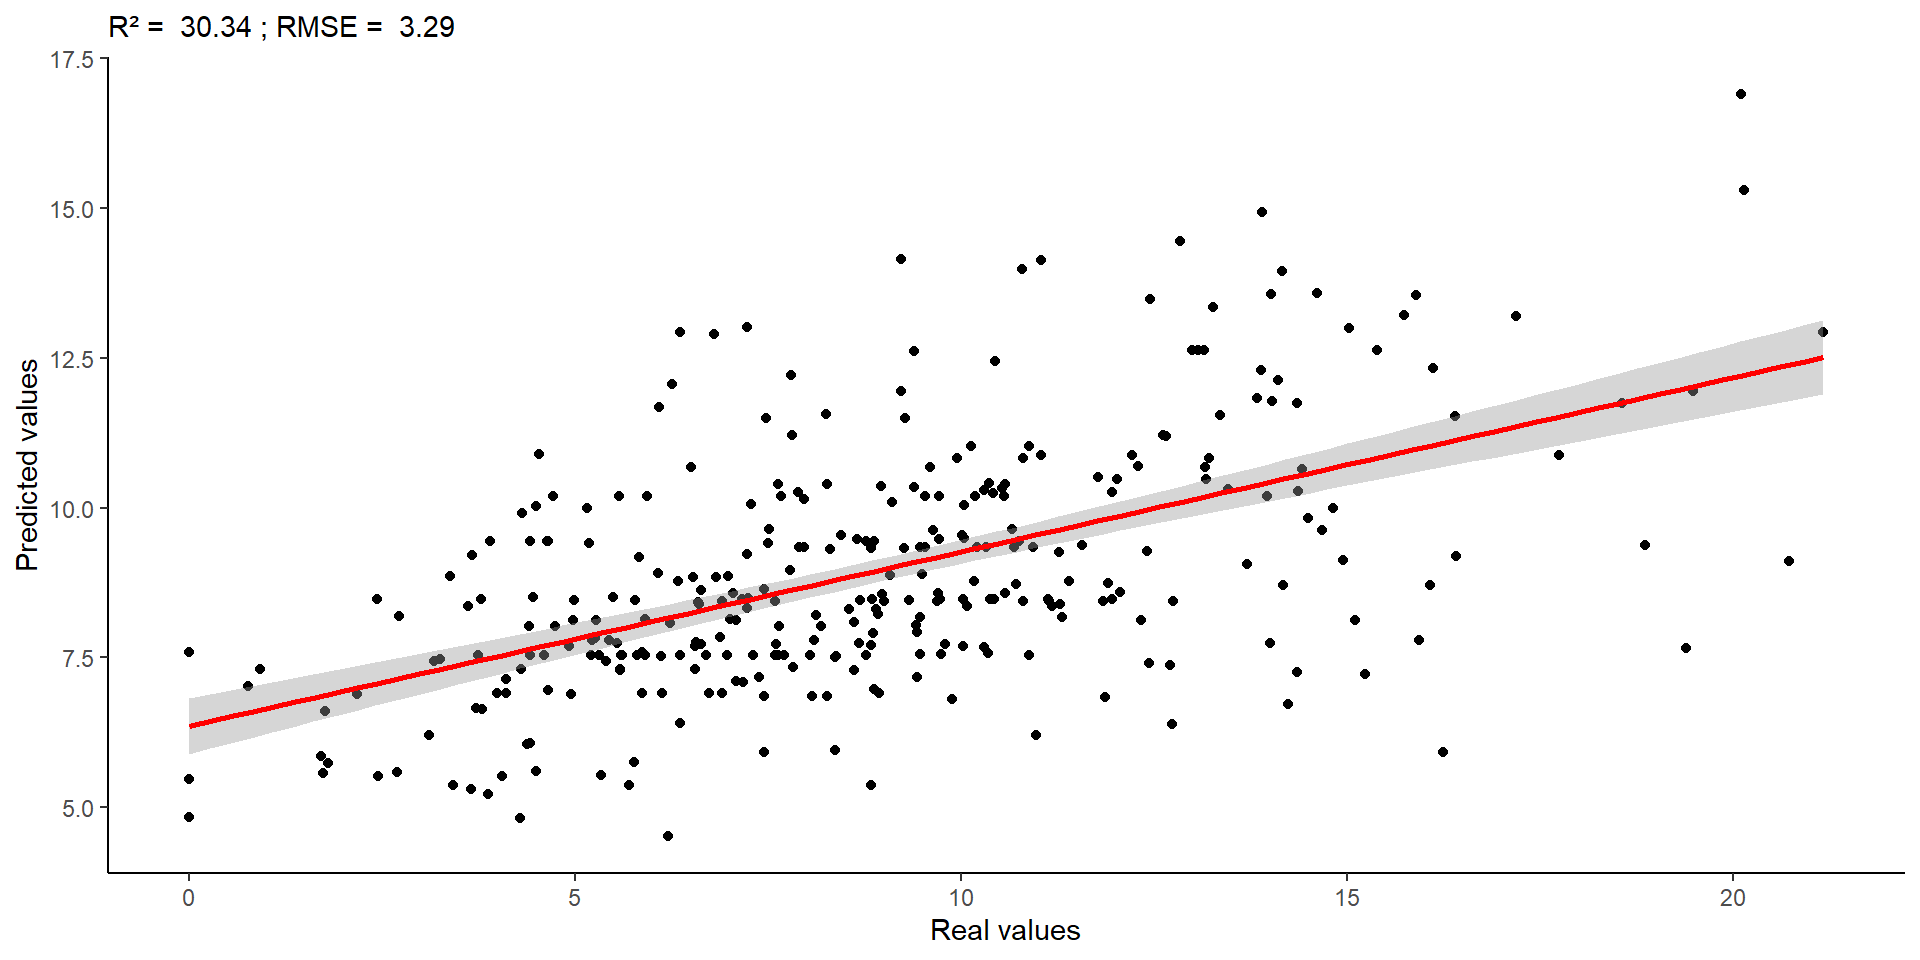 R² =  30.34 ; RMSE =  3.29
17.5
15.0
12.5
10.0
7.5
5.0
Predicted values
0 5 10 15 20
Real values